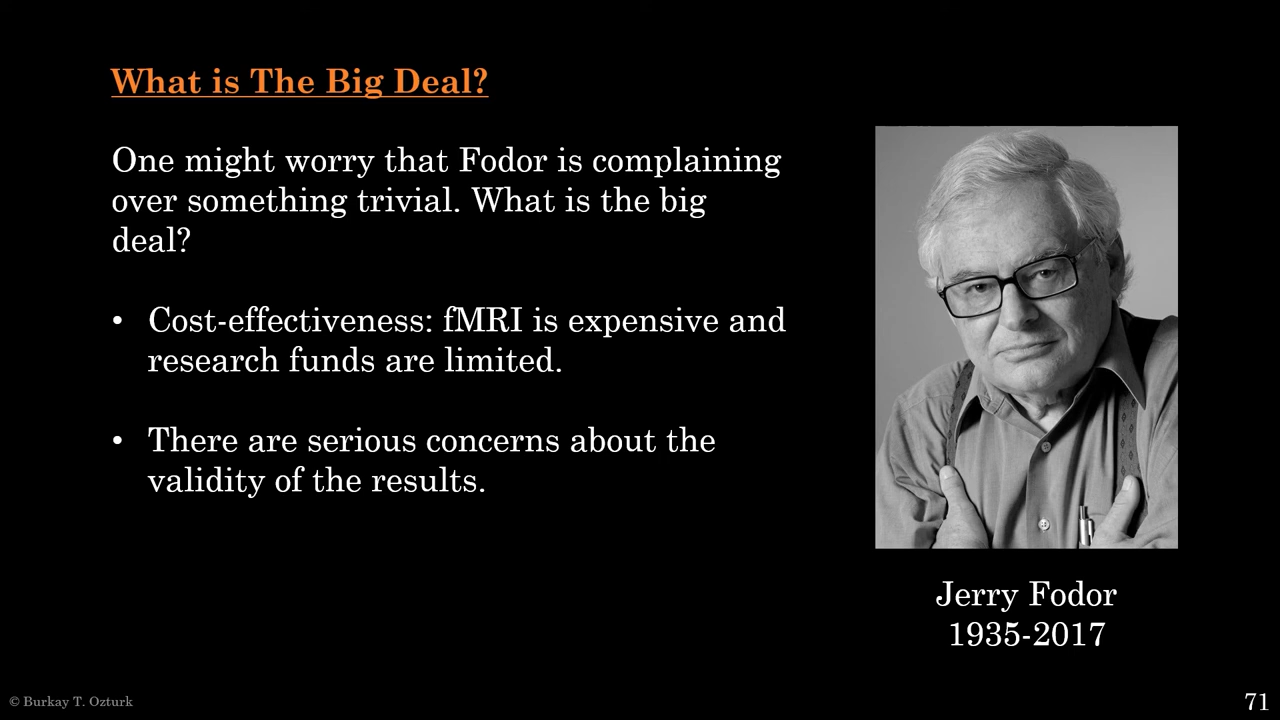 What is The Big Deal?
One might worry that Fodor is complaining
over something trivial. What is the big
deal?
• Cost-effectiveness: fMRI is expensive and
research funds are limited.
• There are serious concerns about the
validity of the results.
Jerry Fodor
1935-2017
© Burkay T. Ozturk
71